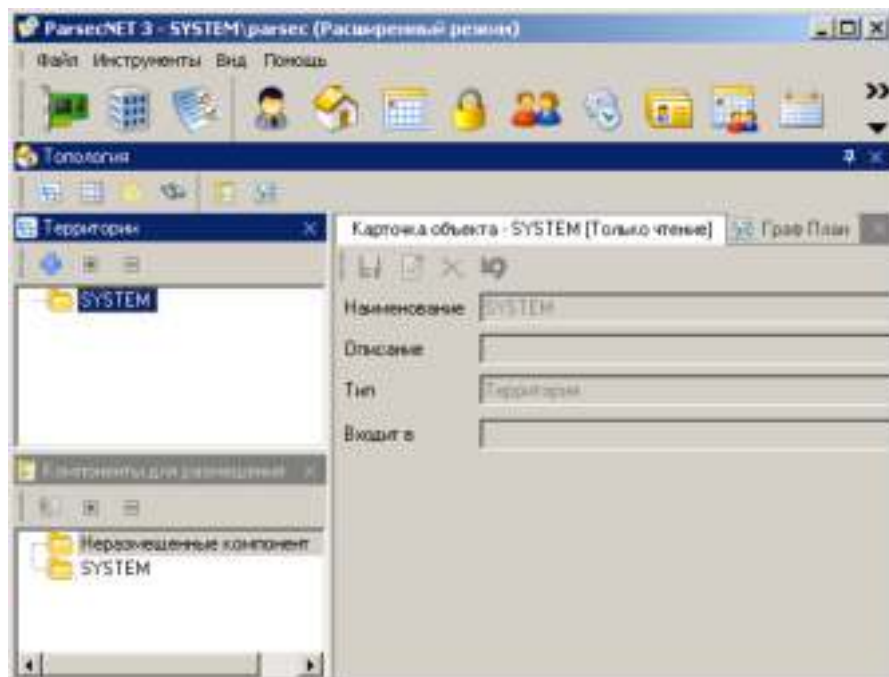 ParsecNET 3 - SYSTEM\parsec (Расширенный режим)
Файл Инструменты Вид Помощь
Топология
Территории
SYSTEM
Карточка объекта - SYSTEM [Только чтение]
Граф План
Наименование SYSTEM
Описание
Тип Территория
Входит в
Компоненты для размещения
Неразмещенные компонент
SYSTEM